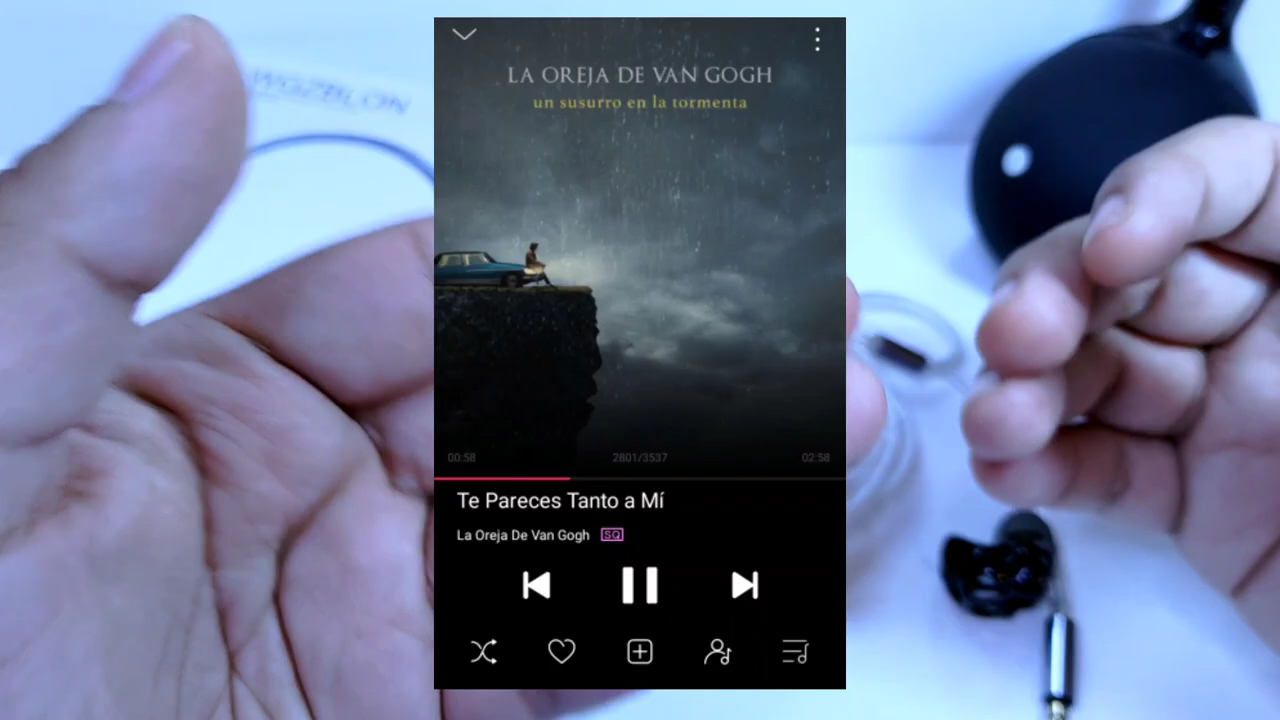 LA OREJA DE VAN GOGH
un susurro en la tormenta
00:58 2801/3537 02:58
Te Pareces Tanto a Mí
La Oreja De Van Gogh SQ